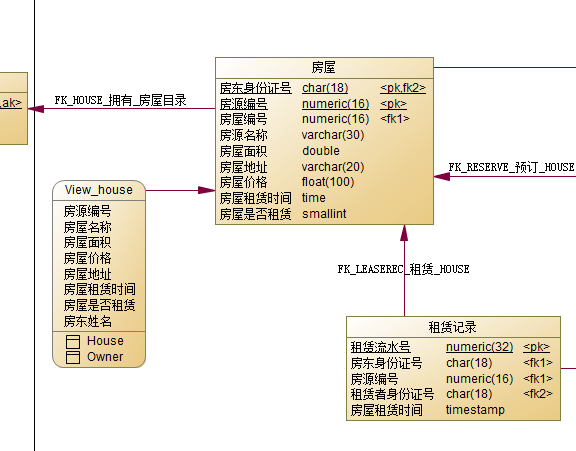 房屋
房东身份证号 char(18) <pk,fk2>
房源编号 numeric(16) <pk>
房屋编号 numeric(16) <fk1>
房源名称 varchar(30)
房屋面积 double
房屋地址 varchar(20)
房屋价格 float(100)
房屋租赁时间 time
房屋是否租赁 smallint
,ak>
FK_HOUSE_拥有_房屋目录
FK_RESERVE_预订_HOUSE
View_house
房源编号
房屋名称
房屋面积
房屋价格
房屋地址
房屋租赁时间
房屋是否租赁
房东姓名
House
Owner
FK_LEASEREC_租赁_HOUSE
租赁记录
租赁流水号 numeric(32) <pk>
房东身份证号 char(18) <fk1>
房源编号 numeric(16) <fk1>
租赁者身份证号 char(18) <fk2>
房屋租赁时间 timestamp